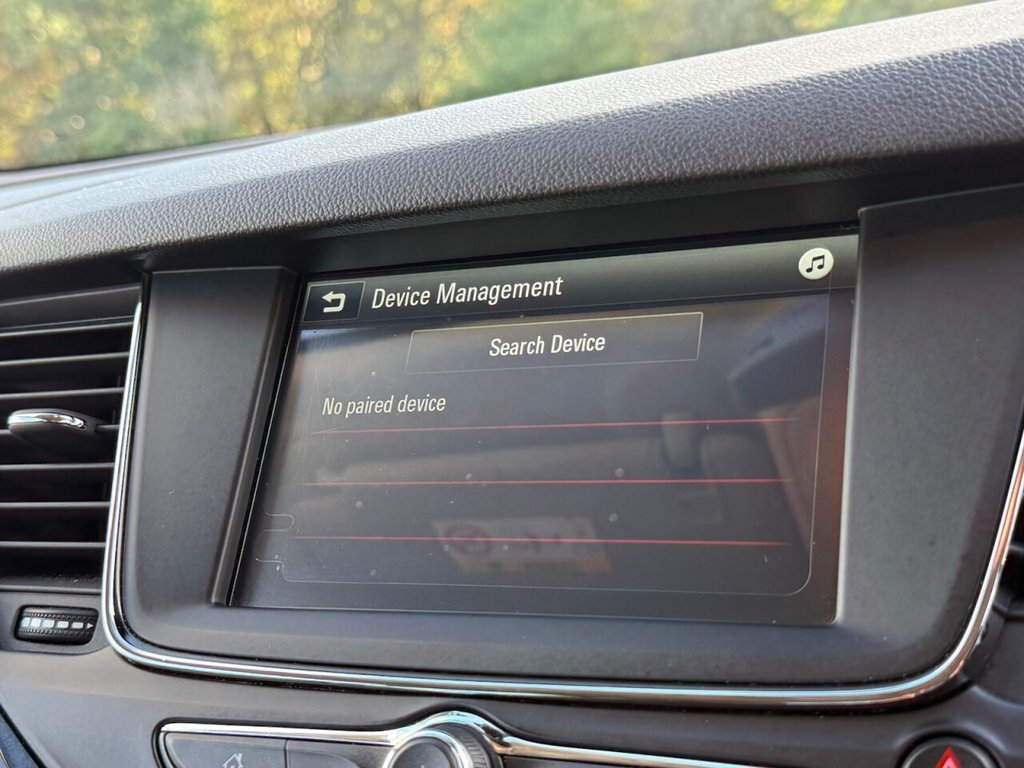 Device Management
Search Device
No paired device